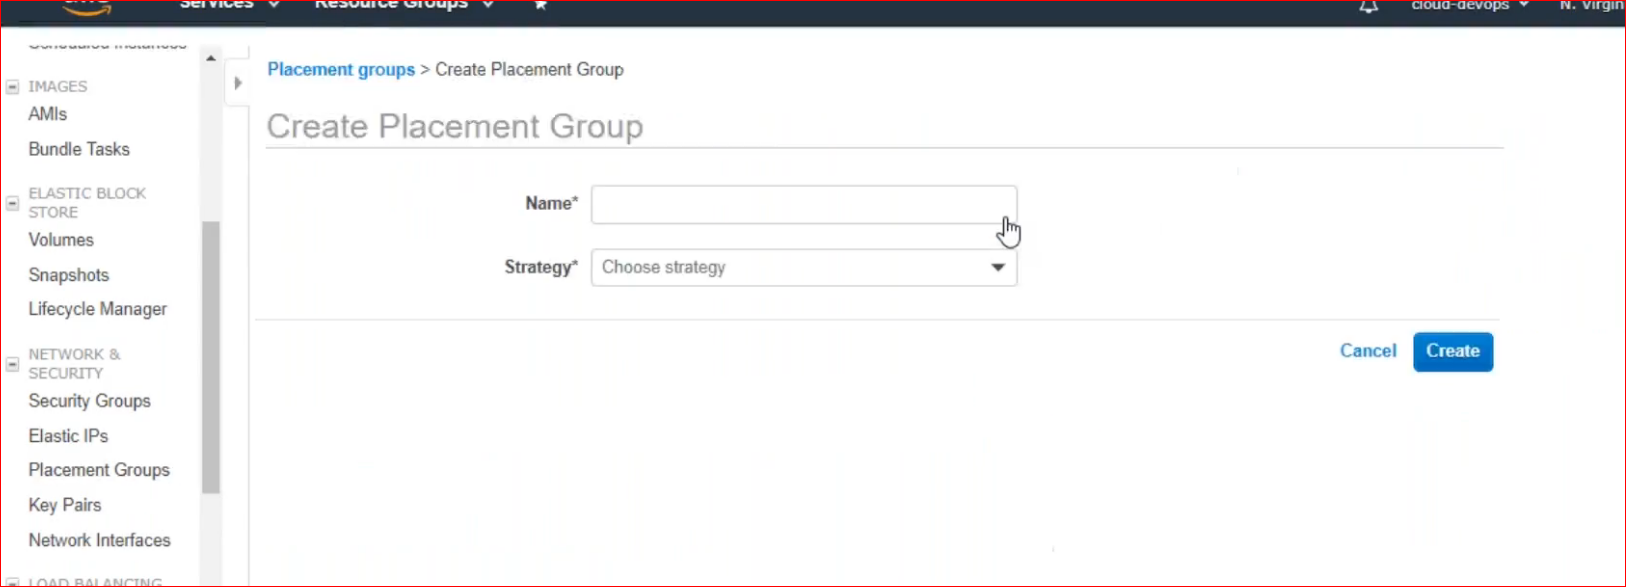 Services Resource Groups cloud-devops N. Virgin
Scheduled Instances
IMAGES
AMIs
Bundle Tasks
ELASTIC BLOCK
STORE
Volumes
Snapshots
Lifecycle Manager
NETWORK &
SECURITY
Security Groups
Elastic IPs
Placement Groups
Key Pairs
Network Interfaces
LOAD BALANCING
Placement groups > Create Placement Group
Create Placement Group
Name*
Strategy* Choose strategy
Cancel Create